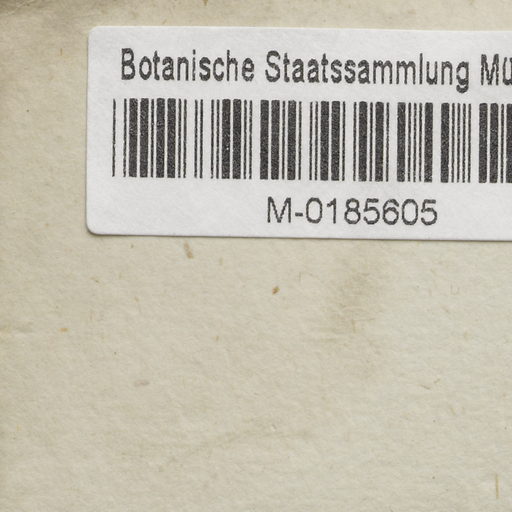 Botanische Staatssammlung Mü
M-0185605